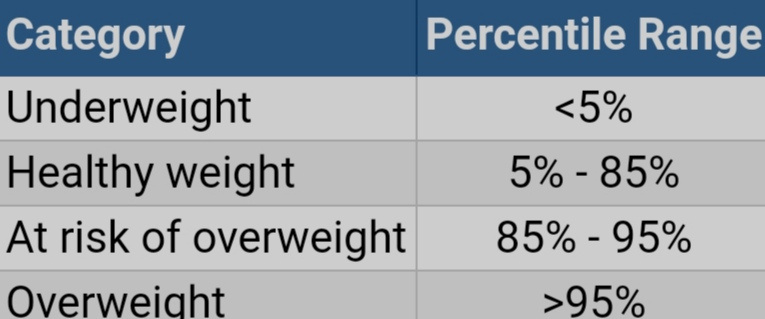 Category Percentile Range
Underweight <5%
Healthy weight 5% - 85%
At risk of overweight 85% - 95%
Overweight >95%